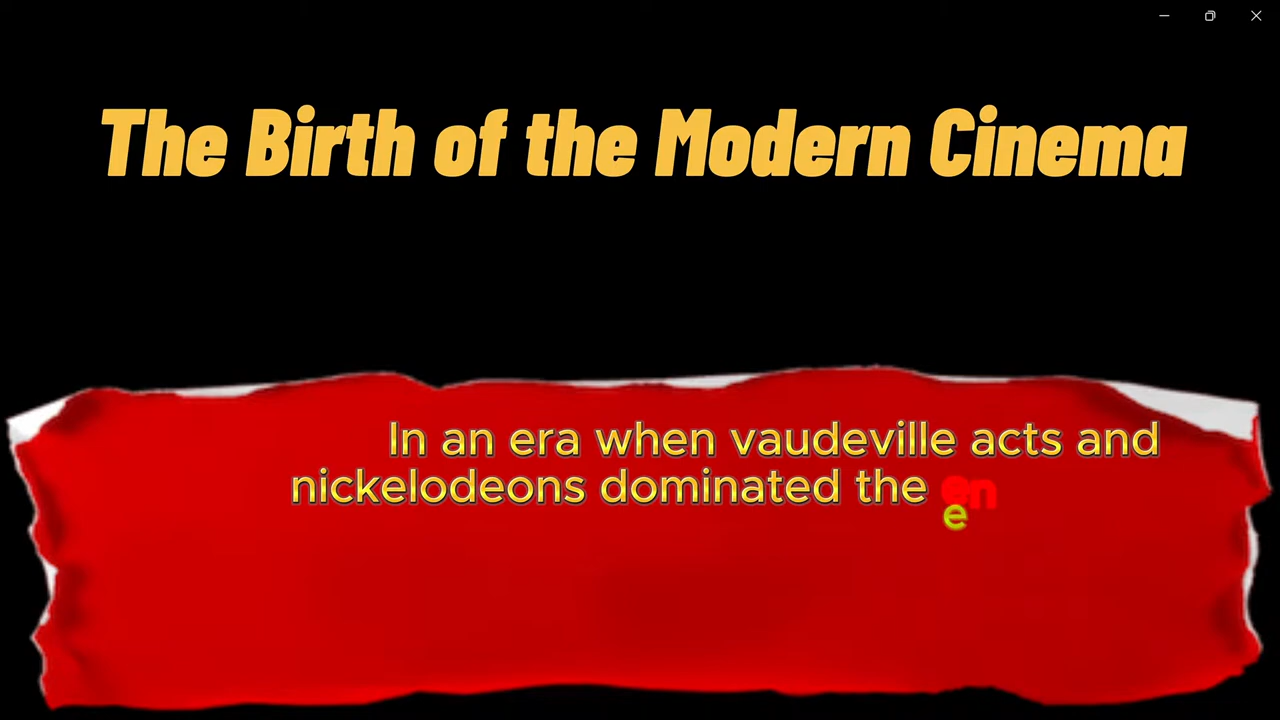 The Birth of the Modern Cinema
In an era when vaudeville acts and
nickelodeons dominated the